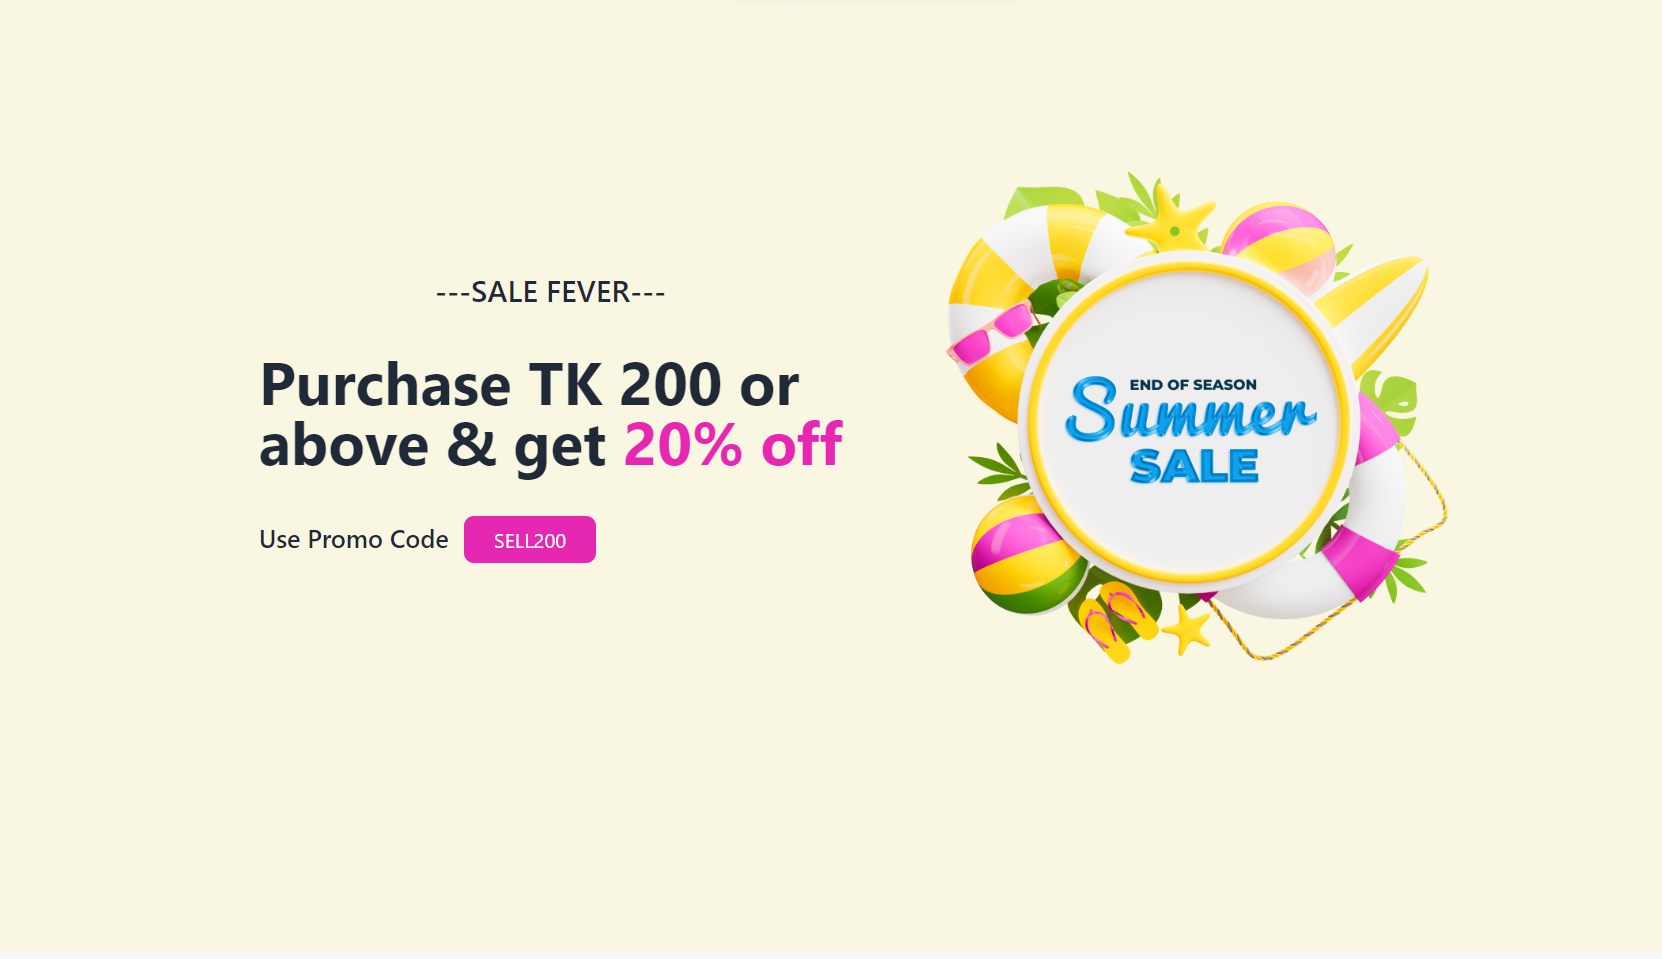 ---SALE FEVER---
Purchase TK 200 or
above & get 20% off
Use Promo Code SELL200
END OF SEASON
Summer
SALE